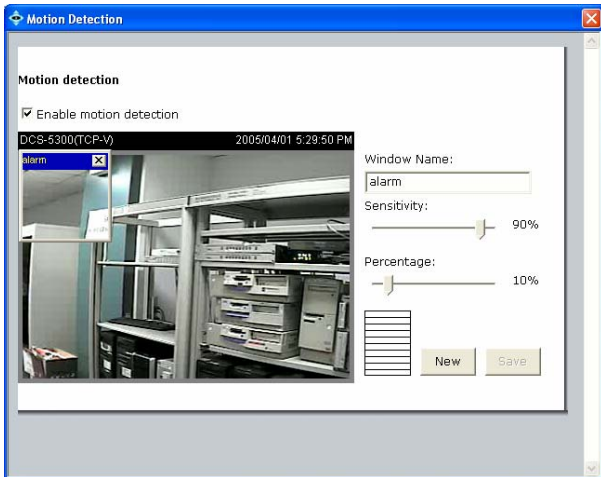 Motion Detection
Motion detection
Enable motion detection
DCS-5300(TCP-V) 2005/04/01 5:29:50 PM
alarm
Window Name:
alarm
Sensitivity:
90%
Percentage:
10%
New Save